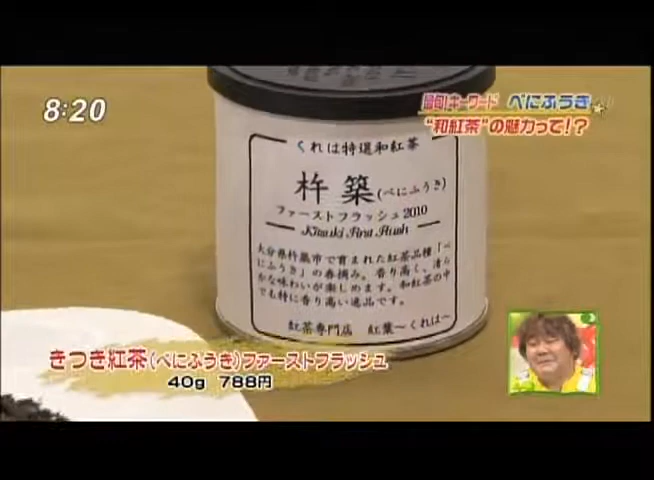 8:20
最旬!キーワード べにふうき
“和紅茶”の魅力って!?
くれは特選和紅茶
杵築(べにふうき)
ファーストフラッシュ2010
Kitsuki First Flush
大分県杵築市で育まれた紅茶品種「べ
にふうき」の春摘み。香り高く、清ら
かな味わいが楽しめます。和紅茶の中
でも特に香り高い逸品です。
紅茶専門店 紅葉〜くれは〜
きつき紅茶(べにふうき)ファーストフラッシュ
40g 788円